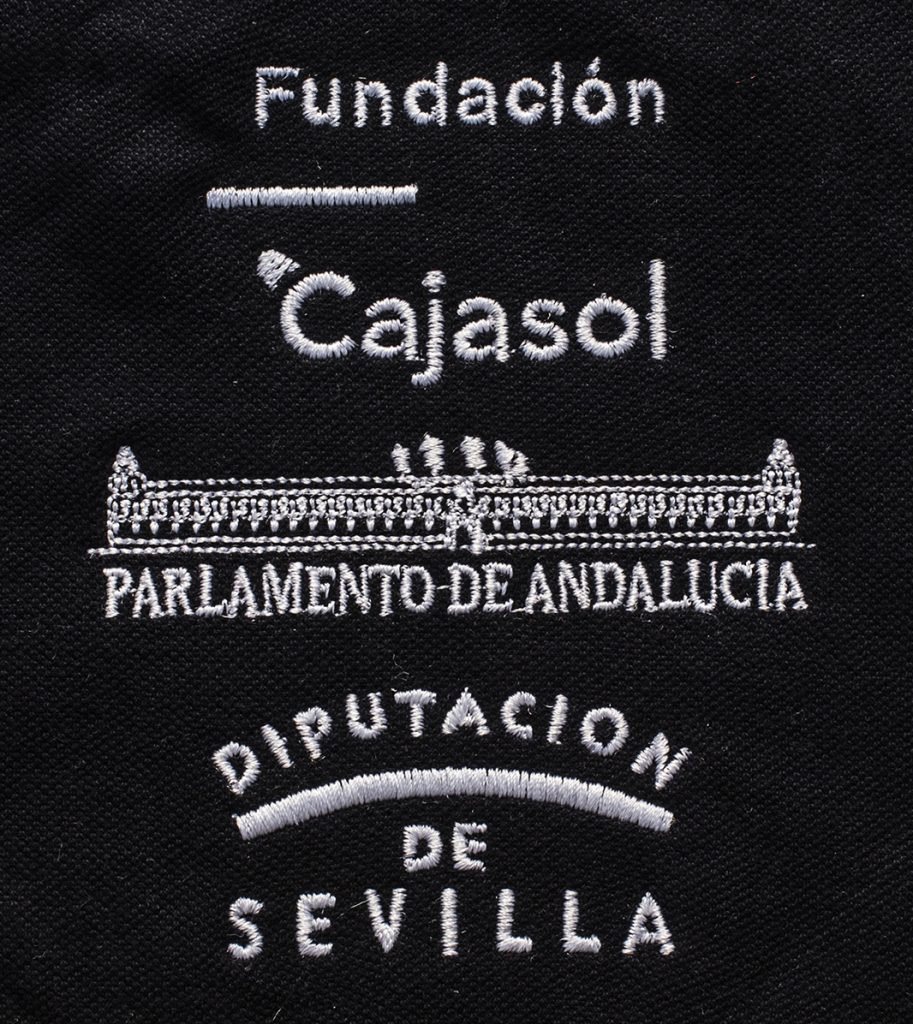 Fundación
Cajasol
PARLAMENTO DE ANDALUCIA
DIPUTACION
DE
SEVILLA